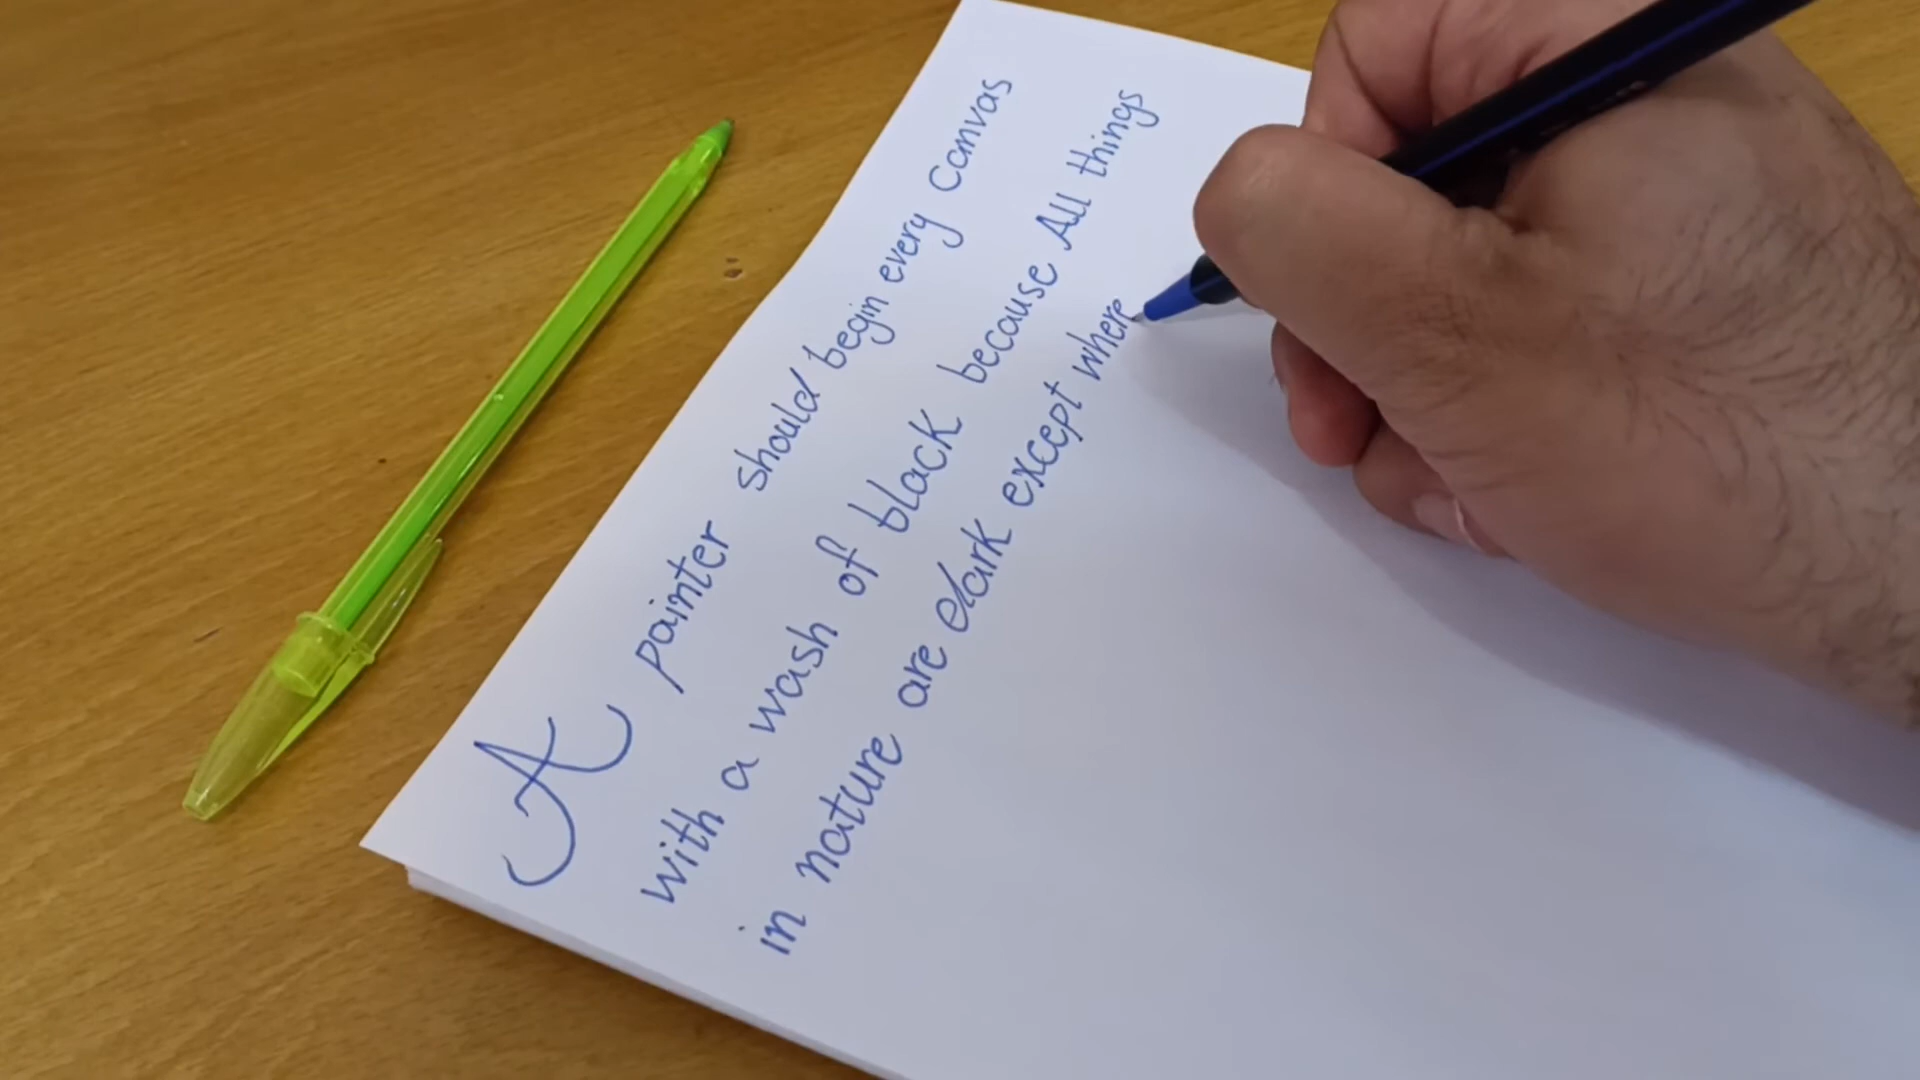 A painter should begin every canvas
with a wash of black because All things
in nature are dark except where